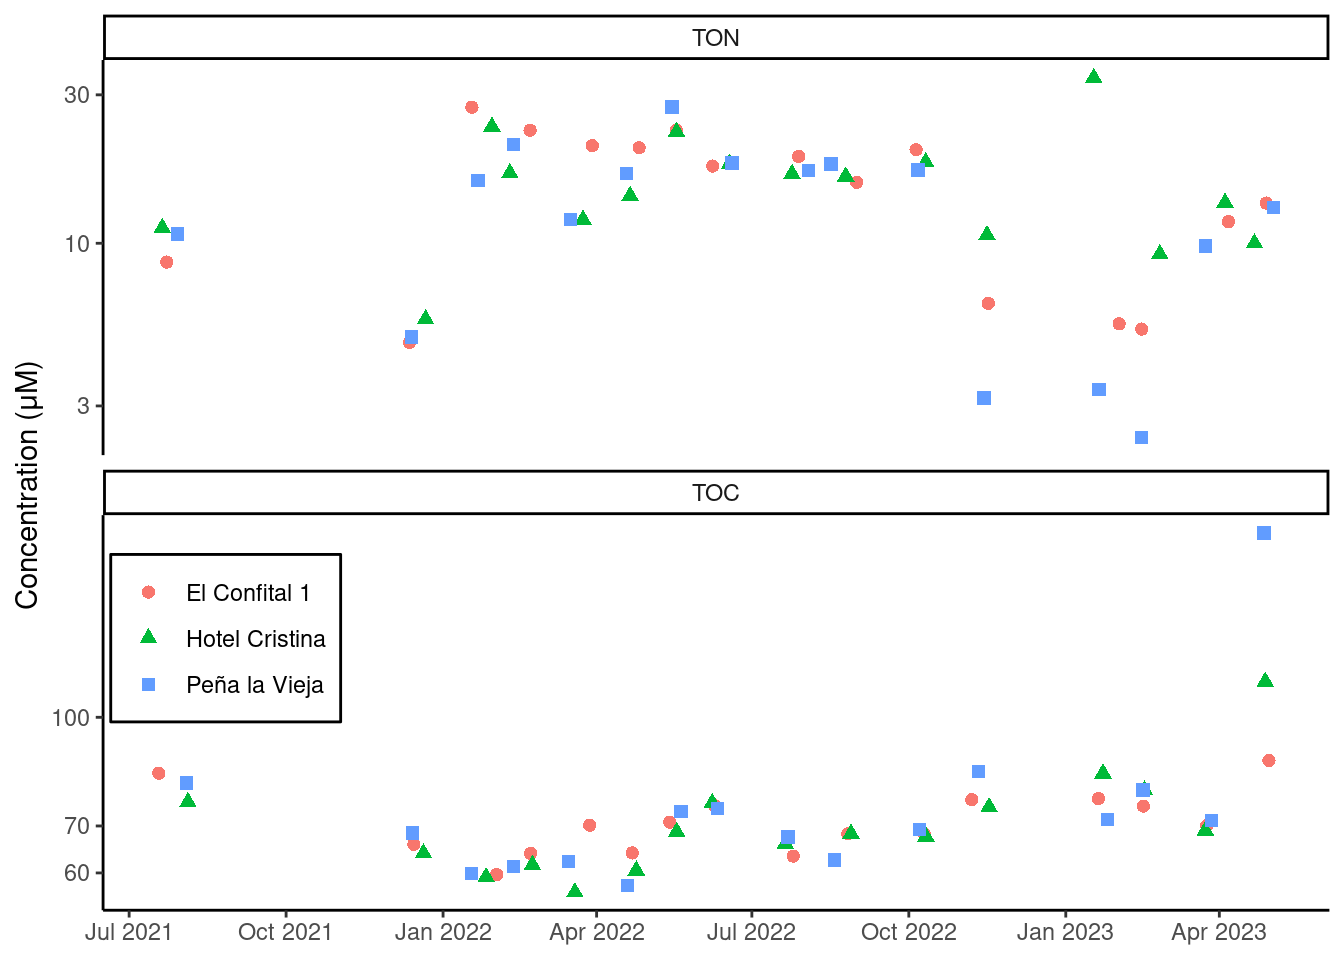 TON
30
10
3
Concentration (μM)
TOC
El Confital 1
Hotel Cristina
Peña la Vieja
100
70
60
Jul 2021 Oct 2021 Jan 2022 Apr 2022 Jul 2022 Oct 2022 Jan 2023 Apr 2023